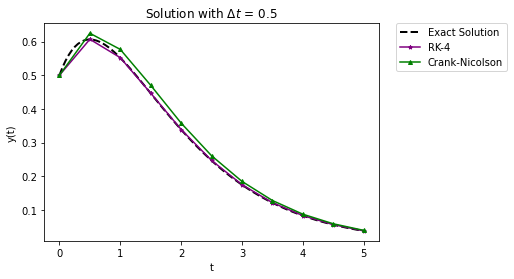 Solution with Δt = 0.5
Exact Solution
RK-4
Crank-Nicolson
y(t)
0.6
0.5
0.4
0.3
0.2
0.1
0 1 2 3 4 5
t